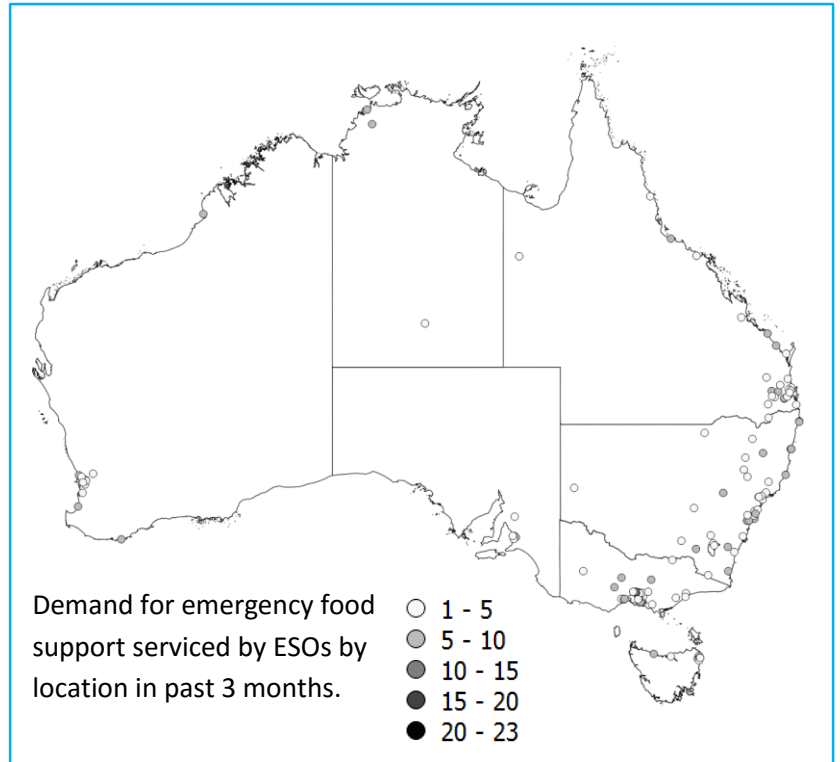 Demand for emergency food
support serviced by ESOs by
location in past 3 months.
1 - 5
5 - 10
10 - 15
15 - 20
20 - 23